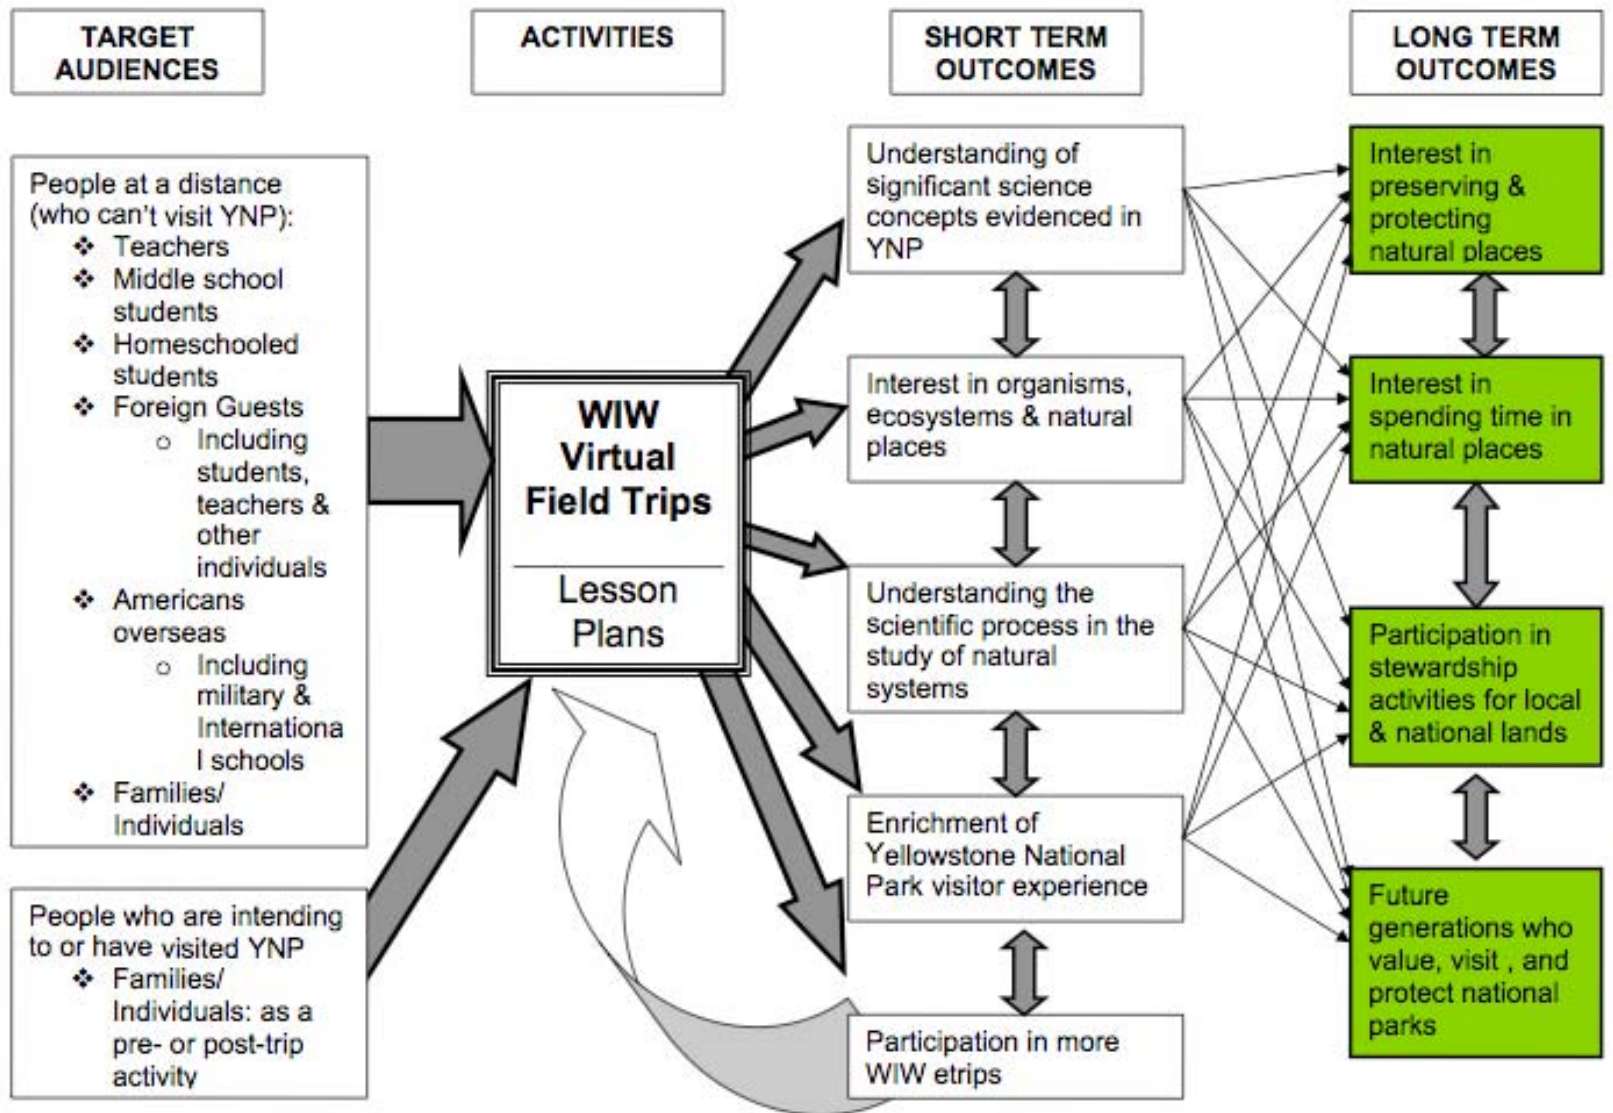 TARGET
AUDIENCES
ACTIVITIES
SHORT TERM
OUTCOMES
LONG TERM
OUTCOMES
People at a distance
(who can't visit YNP):
❖ Teachers
❖ Middle school
students
❖ Homeschooled
students
❖ Foreign Guests
o Including
students,
teachers &
other
individuals
❖ Americans
overseas
o Including
military &
Internationa
l schools
❖ Families/
Individuals
People who are intending
to or have visited YNP
❖ Families/
Individuals: as a
pre- or post-trip
activity
WIW
Virtual
Field Trips
Lesson
Plans
Understanding of
significant science
concepts evidenced in
YNP
Interest in organisms,
ecosystems & natural
places
Understanding the
scientific process in the
study of natural
systems
Enrichment of
Yellowstone National
Park visitor experience
Participation in more
WIW etrips
Interest in
preserving &
protecting
natural places
Interest in
spending time in
natural places
Participation in
stewardship
activities for local
& national lands
Future
generations who
value, visit , and
protect national
parks